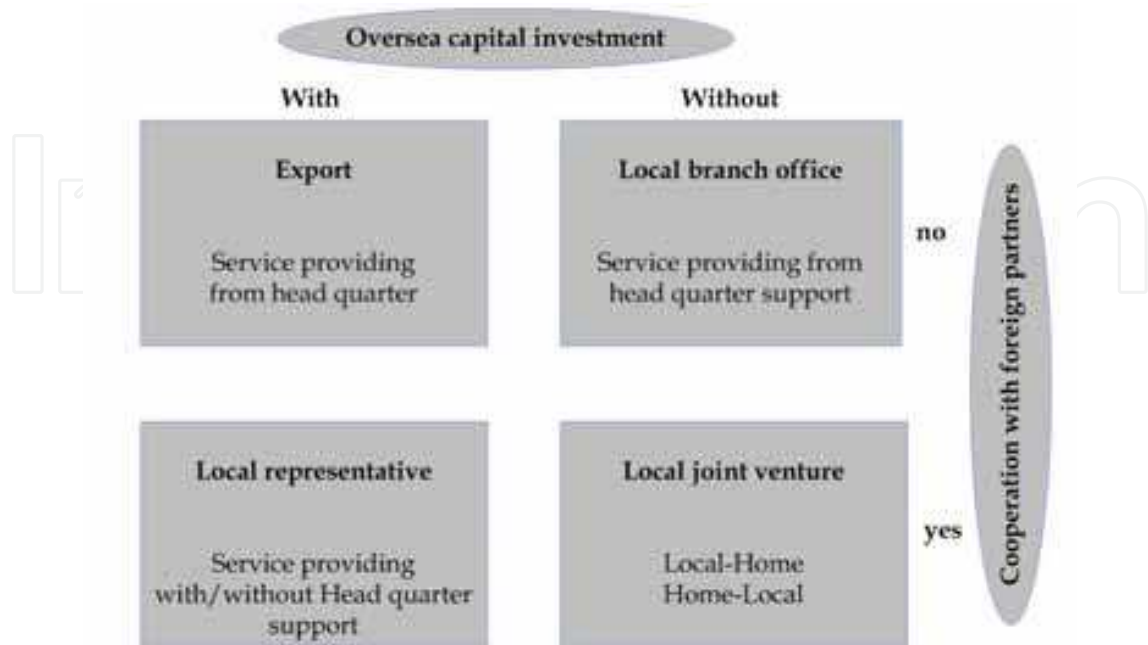 Oversea capital investment
With
Without
Export
Service providing
from head quarter
Local branch office
Service providing from
head quarter support
no
Local representative
Service providing
with/without Head quarter
support
Local joint venture
Local-Home
Home-Local
yes
Cooperation with foreign partners